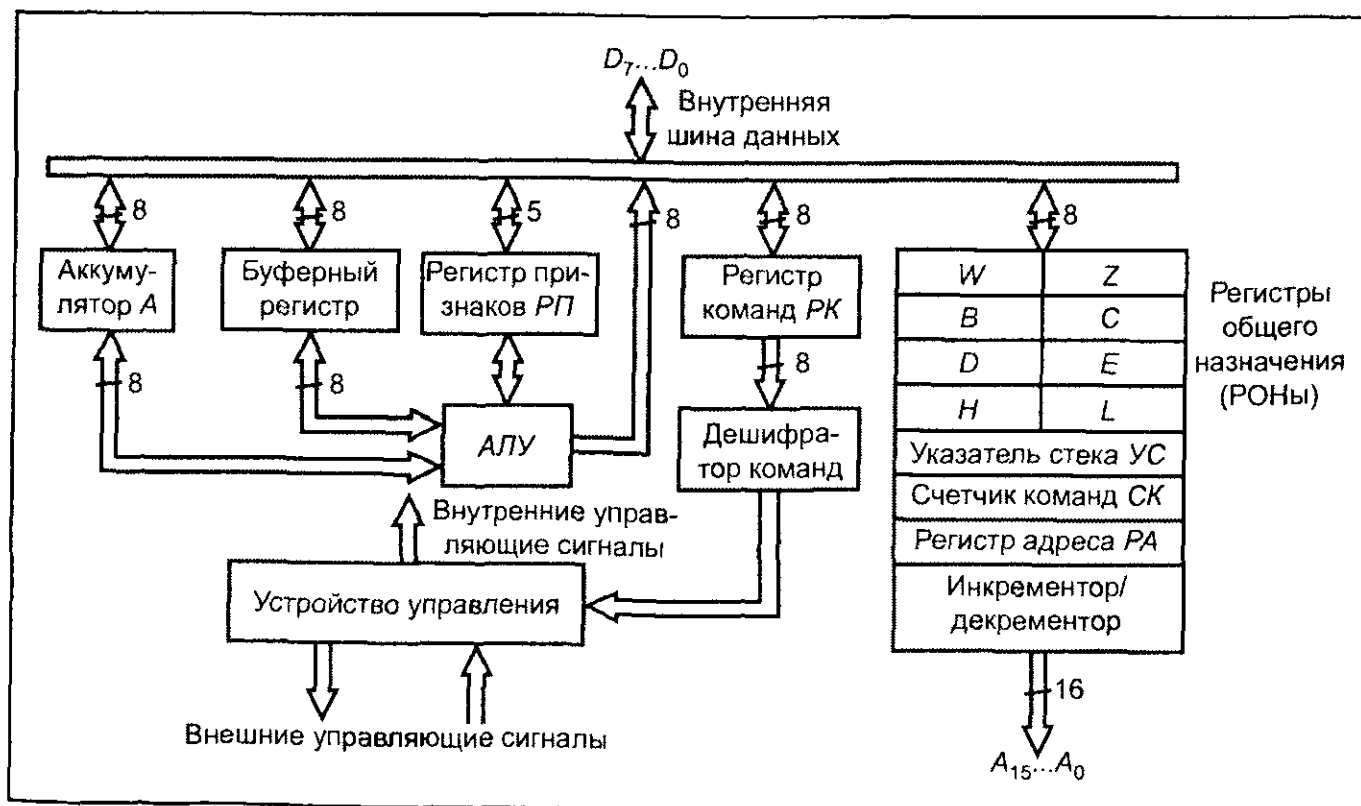 D7...D0
Внутренняя
шина данных
8
8
5
8
8
8
Аккуму-
лятор А
Буферный
регистр
Регистр при-
знаков РП
Регистр
команд РК
W
Z
B
C
D
E
H
L
Регистры
общего
назначения
(РОНы)
8
8
8
АЛУ
Дешифра-
тор команд
Указатель стека УС
Счетчик команд СК
Регистр адреса РА
Инкрементор/
декрементор
Внутренние управ-
ляющие сигналы
Устройство управления
16
Внешние управляющие сигналы
A15...A0